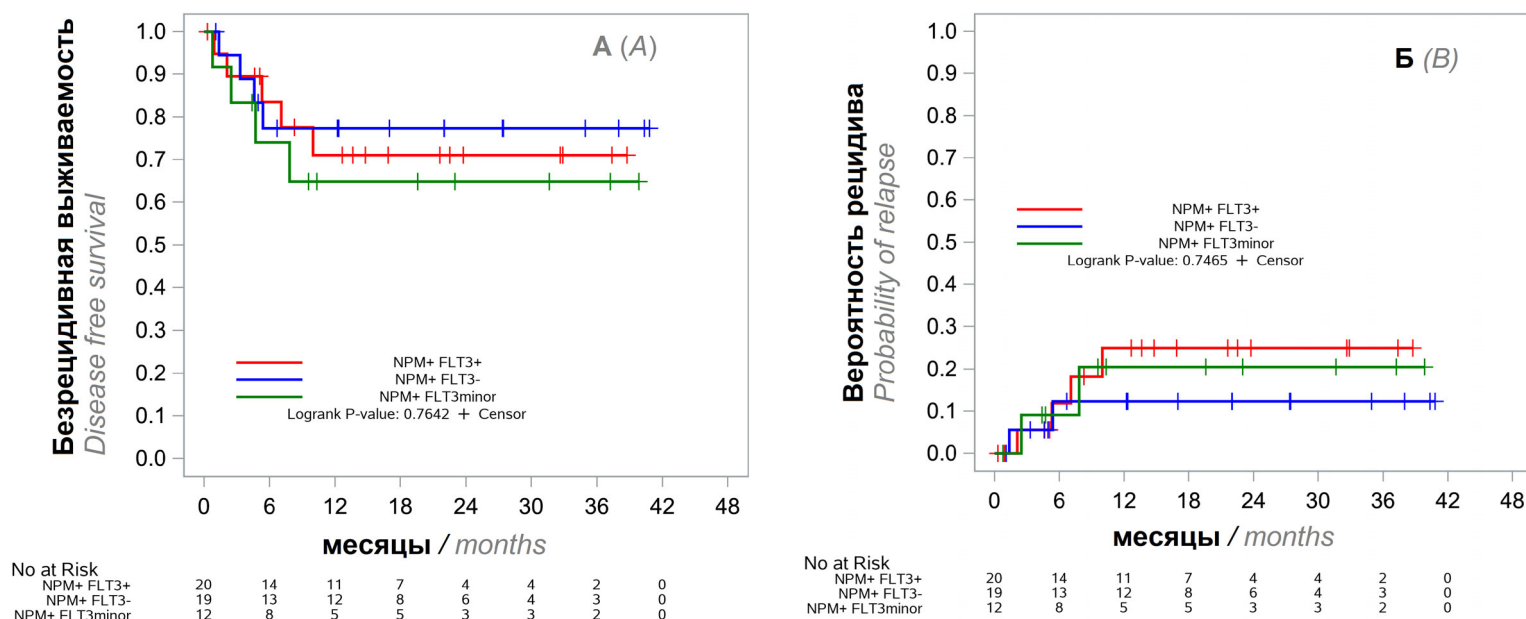 Безрецидивная выживаемость
Disease free survival
1.0
0.9
0.8
0.7
0.6
0.5
0.4
0.3
0.2
0.1
0.0
А (A)
NPM+ FLT3+
NPM+ FLT3-
NPM+ FLT3minor
Logrank P-value: 0.7642 + Censor
0 6 12 18 24 30 36 42 48
месяцы / months
No at Risk
NPM+ FLT3+ 20 14 11 7 4 4 2 0
NPM+ FLT3- 19 13 12 8 6 4 3 0
NPM+ FLT3minor 12 8 5 5 3 3 2 0
Вероятность рецидива
Probability of relapse
1.0
0.9
0.8
0.7
0.6
0.5
0.4
0.3
0.2
0.1
0.0
Б (B)
NPM+ FLT3+
NPM+ FLT3-
NPM+ FLT3minor
Logrank P-value: 0.7465 + Censor
0 6 12 18 24 30 36 42 48
месяцы / months
No at Risk
NPM+ FLT3+ 20 14 11 7 4 4 2 0
NPM+ FLT3- 19 13 12 8 6 4 3 0
NPM+ FLT3minor 12 8 5 5 3 3 2 0